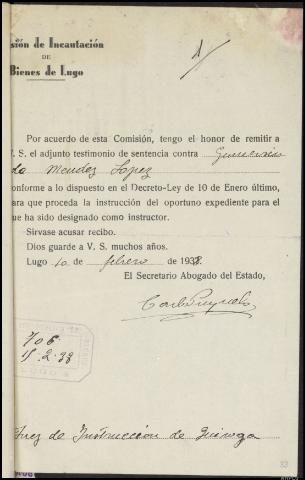 sión de Incautación
DE
Bienes de Lugo
1/
Por acuerdo de esta Comisión, tengo el honor de remitir a
. S. el adjunto testimonio de sentencia contra
da Mendez Lopez
onforme a lo dispuesto en el Decreto-Ley de 10 de Enero último,
ara que proceda la instrucción del oportuno expediente para el
ue ha sido designado como instructor.
Sírvase acusar recibo.
Dios guarde a V. S. muchos años.
Lugo 10 de febrero de 1938.
El Secretario Abogado del Estado,
706
15.2.38
LUGO
Juez de Instrucción de Quiroga